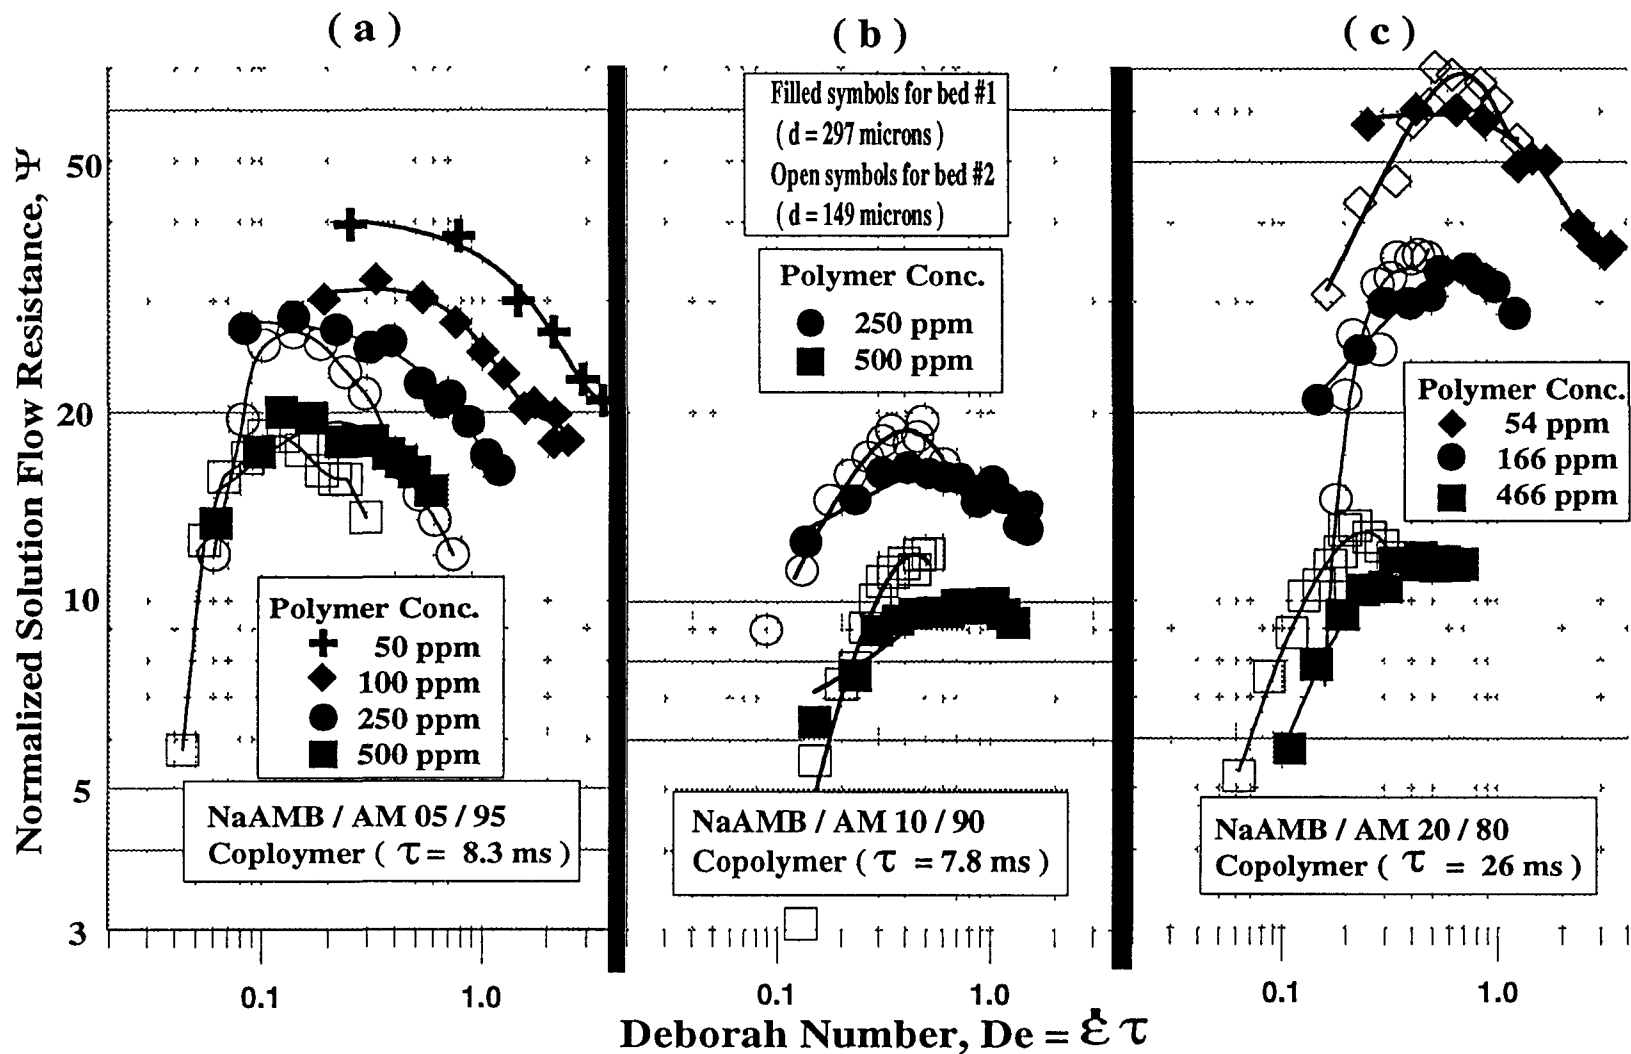 ( a )
( b )
( c )
Normalized Solution Flow Resistance, Ψ
50
20
10
5
3
Polymer Conc.
50 ppm
100 ppm
250 ppm
500 ppm
NaAMB / AM 05 / 95
Coploymer ( τ = 8.3 ms )
0.1
1.0
Filled symbols for bed #1
( d = 297 microns )
Open symbols for bed #2
( d = 149 microns )
Polymer Conc.
250 ppm
500 ppm
NaAMB / AM 10 / 90
Copolymer ( τ = 7.8 ms )
0.1
1.0
Polymer Conc.
54 ppm
166 ppm
466 ppm
NaAMB / AM 20 / 80
Copolymer ( τ = 26 ms )
0.1
1.0
Deborah Number, De = ε̇ τ